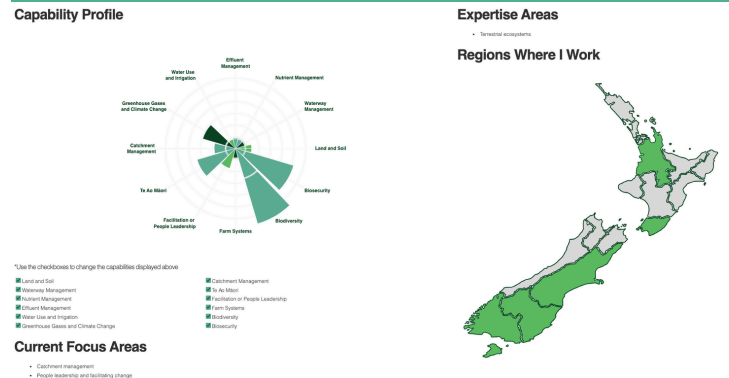 Capability Profile
Effluent
Management
Nutrient Management
Waterway
Management
Land and Soil
Biosecurity
Biodiversity
Farm Systems
Facilitation or
People Leadership
Te Ao Māori
Catchment
Management
Greenhouse Gases
and Climate Change
Water Use
and Irrigation
*Use the checkboxes to change the capabilities displayed above
Land and Soil
Waterway Management
Nutrient Management
Effluent Management
Water Use and Irrigation
Greenhouse Gases and Climate Change
Catchment Management
Te Ao Māori
Facilitation or People Leadership
Farm Systems
Biodiversity
Biosecurity
Current Focus Areas
• Catchment management
• People leadership and facilitating change
Expertise Areas
• Terrestrial ecosystems
Regions Where I Work